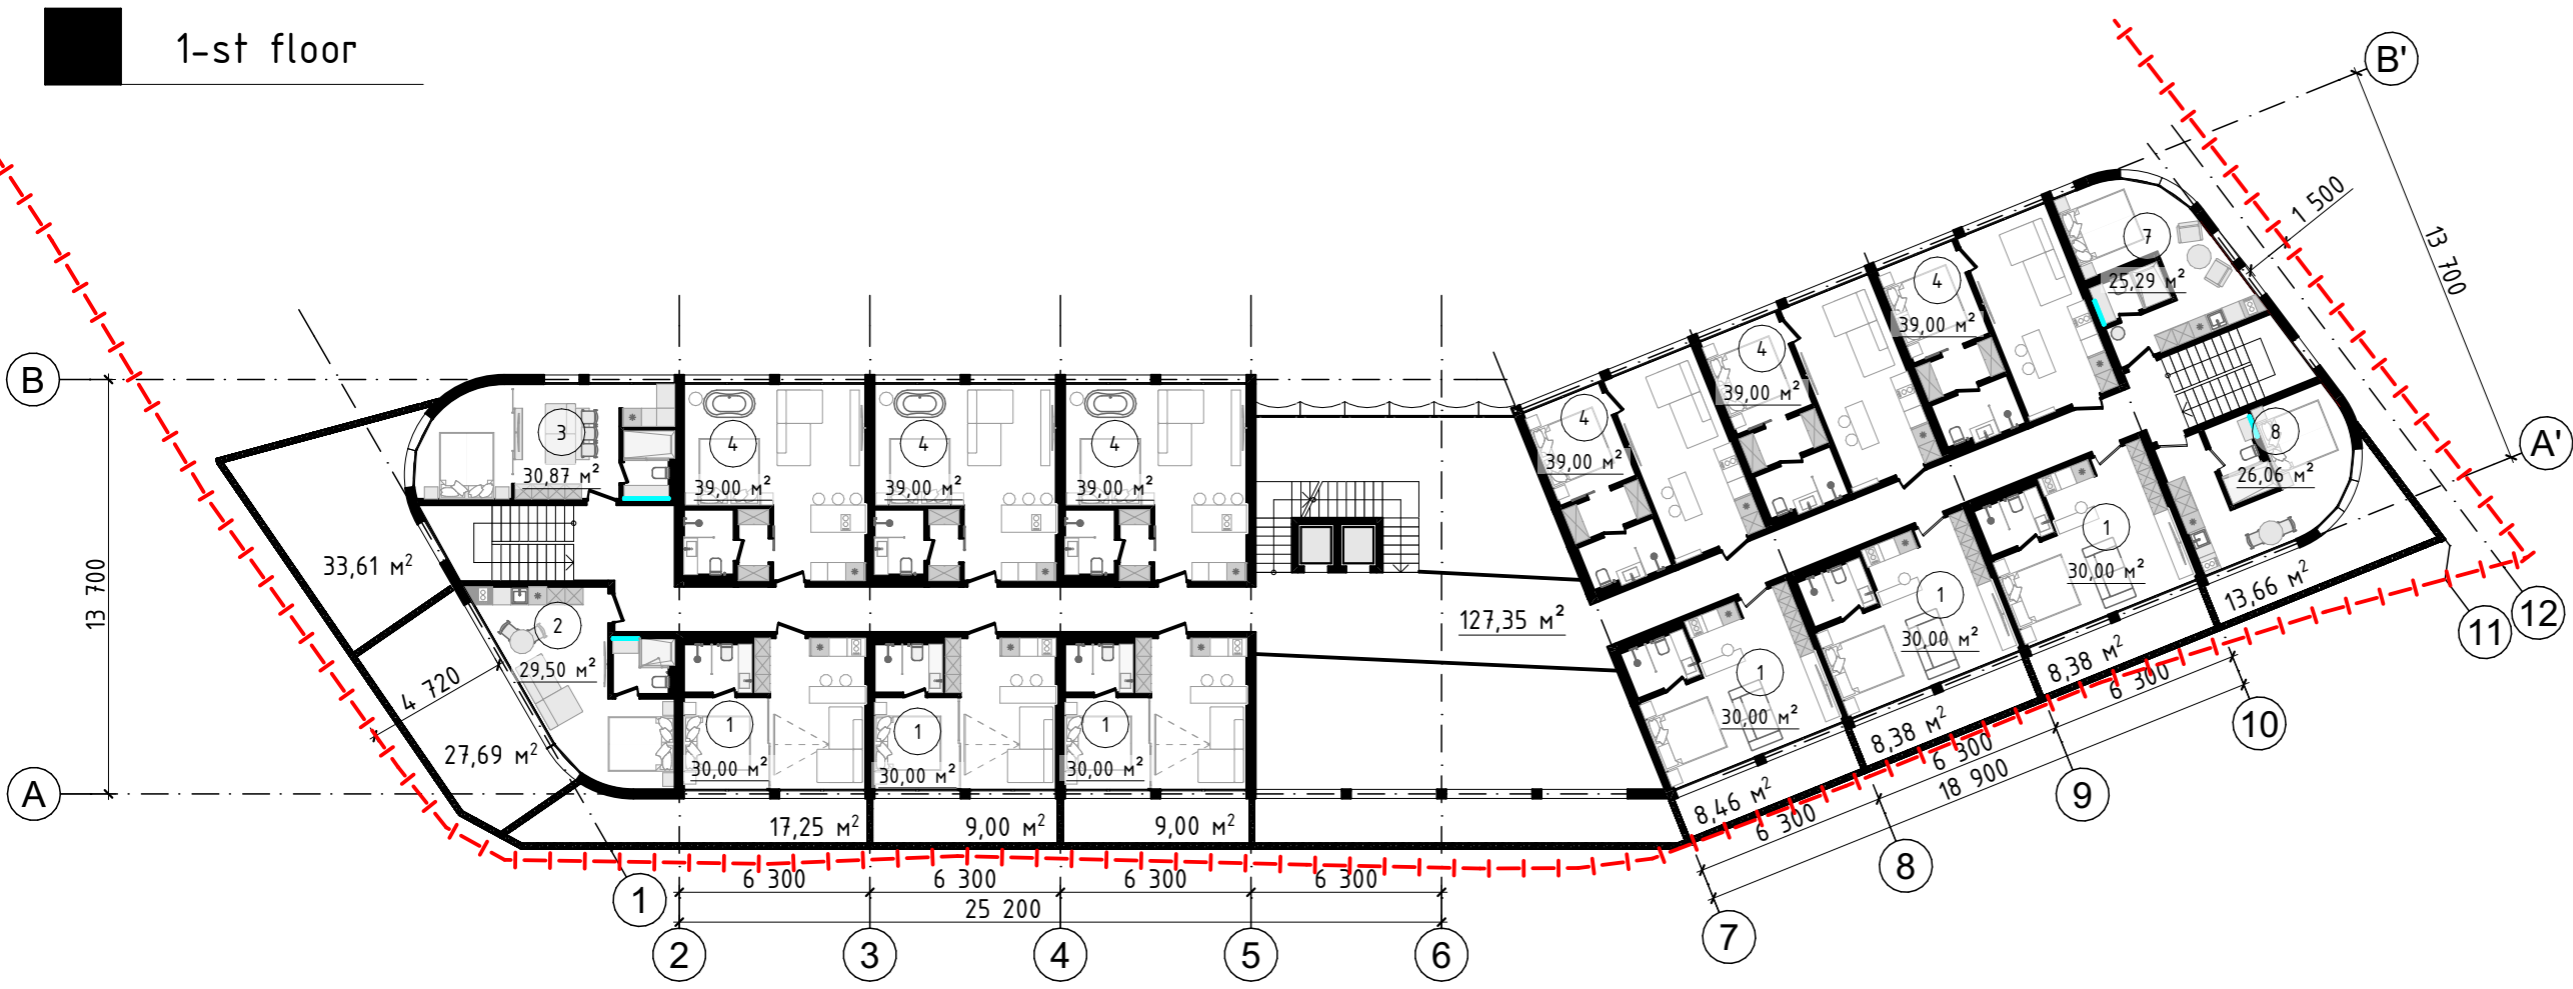 1-st floor
B'
1 500
13 700
7
25,29 м²
4
39,00 м²
4
39,00 м²
4
39,00 м²
8
26,06 м²
A'
B
3
30,87 м²
4
39,00 м²
4
39,00 м²
4
39,00 м²
33,61 м²
13 700
2
29,50 м²
4 720
27,69 м²
127,35 м²
1
30,00 м²
1
30,00 м²
1
30,00 м²
1
30,00 м²
1
30,00 м²
1
30,00 м²
13,66 м²
8,38 м²
8,38 м²
8,46 м²
A
17,25 м²
9,00 м²
9,00 м²
6 300
6 300
6 300
6 300
25 200
6 300
6 300
6 300
18 900
1
2
3
4
5
6
7
8
9
10
11
12